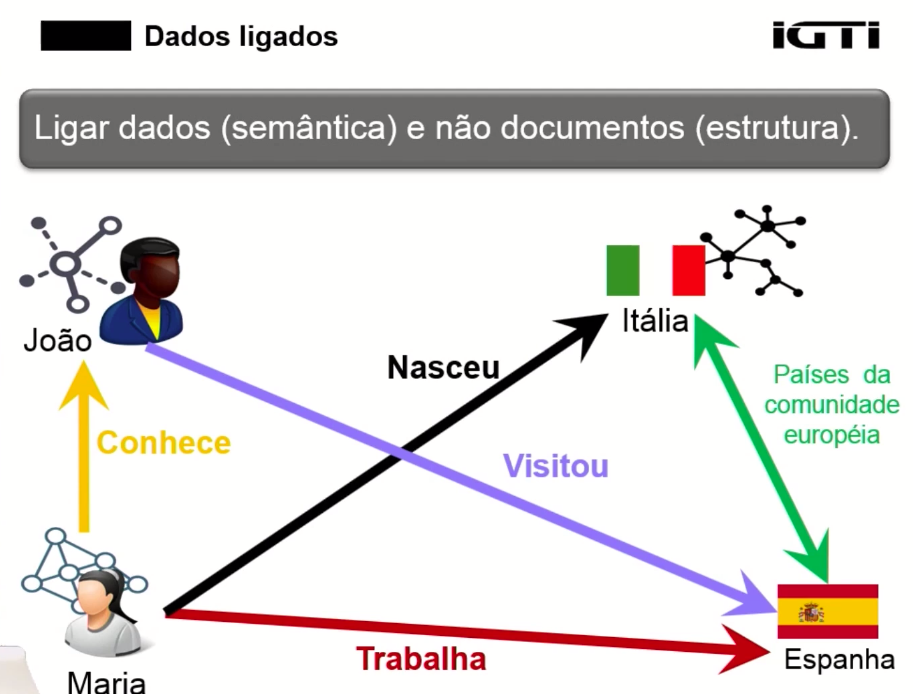 Dados ligados
iGTi
Ligar dados (semântica) e não documentos (estrutura).
João
Itália
Nasceu
Países da
comunidade
européia
Conhece
Visitou
Trabalha
Espanha
Maria